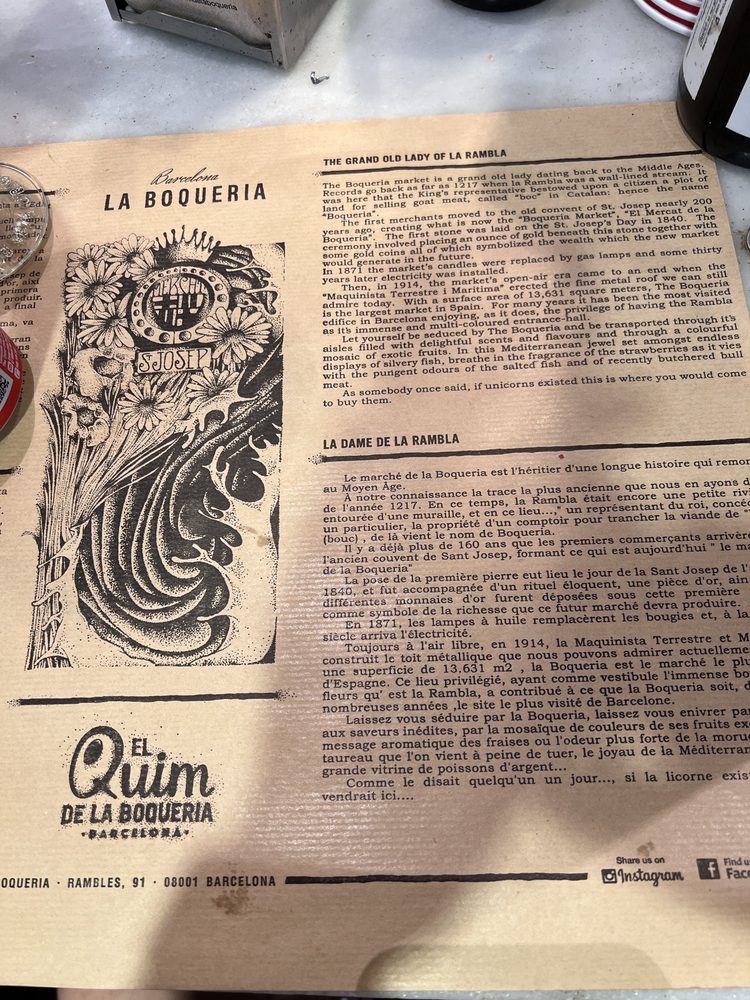 Barcelona
LA BOQUERIA
MERCAT
St JOSEP
EL
Quim
DE LA BOQUERIA
·BARCELONA·
THE GRAND OLD LADY OF LA RAMBLA
The Boqueria market is a grand old lady dating back to the Middle Ages.
Records go back as far as 1217 when la Rambla was a wall-lined stream. It
was here that the King's representative bestowed upon a citizen a plot of
land for selling goat meat, called "boc" in Catalan: hence the name
"Boqueria".
The first merchants moved to the old convent of St. Josep nearly 200
years ago, creating what is now the "Boqueria Market", "El Mercat de la
Boqueria". The first stone was laid on the St. Josep's Day in 1840. The
ceremony involved placing an ounce of gold beneath this stone together with
some gold coins all of which symbolized the wealth which the new market
would generate in the future.
In 1871 the market's candles were replaced by gas lamps and some thirty
years later electricity was installed.
Then, in 1914, the market's open-air era came to an end when the
"Maquinista Terrestre i Marítima" erected the fine metal roof we can still
admire today. With a surface area of 13,631 square meters, The Boqueria
is the largest market in Spain. For many years it has been the most visited
edifice in Barcelona enjoying, as it does, the privilege of having the Rambla
as it's immense and multi-coloured entrance-hall.
Let yourself be seduced by The Boqueria and be transported through it's
aisles filled with delightful scents and flavours and through a colourful
mosaic of exotic fruits. In this Mediterranean jewel set amongst endless
displays of silvery fish, breathe in the fragrance of the strawberries as it vies
with the pungent odours of the salted fish and of recently butchered bull
meat.
As somebody once said, if unicorns existed this is where you would come
to buy them.
LA DAME DE LA RAMBLA
Le marché de la Boqueria est l'héritier d'une longue histoire qui remon
au Moyen Âge.
À notre connaissance la trace la plus ancienne que nous en ayons d
de l'année 1217. En ce temps, la Rambla était encore une petite riv
entourée d'une muraille, et en ce lieu...," un représentant du roi, concé
un particulier, la propriété d'un comptoir pour trancher la viande de "
(bouc) , de là vient le nom de Boqueria.
Il y a déjà plus de 160 ans que les premiers commerçants arrivère
l'ancien couvent de Sant Josep, formant ce qui est aujourd'hui " le m
de la Boqueria"
La pose de la première pierre eut lieu le jour de la Sant Josep de l'
1840, et fut accompagnée d'un rituel éloquent, une pièce d'or, ain
différentes monnaies d'or furent déposées sous cette première
comme symbole de la richesse que ce futur marché devra produire.
En 1871, les lampes à huile remplacèrent les bougies et, à la
siècle arriva l'électricité.
Toujours à l'air libre, en 1914, la Maquinista Terrestre et M
construit le toit métallique que nous pouvons admirer actuelleme
une superficie de 13.631 m2 , la Boqueria est le marché le plu
d'Espagne. Ce lieu privilégié, ayant comme vestibule l'immense bo
fleurs qu' est la Rambla, a contribué à ce que la Boqueria soit, d
nombreuses années ,le site le plus visité de Barcelone.
Laissez vous séduire par la Boqueria, laissez vous enivrer pa
aux saveurs inédites, par la mosaïque de couleurs de ses fruits exo
message aromatique des fraises ou l'odeur plus forte de la moru
taureau que l'on vient à peine de tuer, le joyau de la Méditerran
grande vitrine de poissons d'argent...
Comme le disait quelqu'un un jour..., si la licorne exis
vendrait ici....
OQUERIA · RAMBLES, 91 · 08001 BARCELONA
Share us on
Instagram
Find u
Face